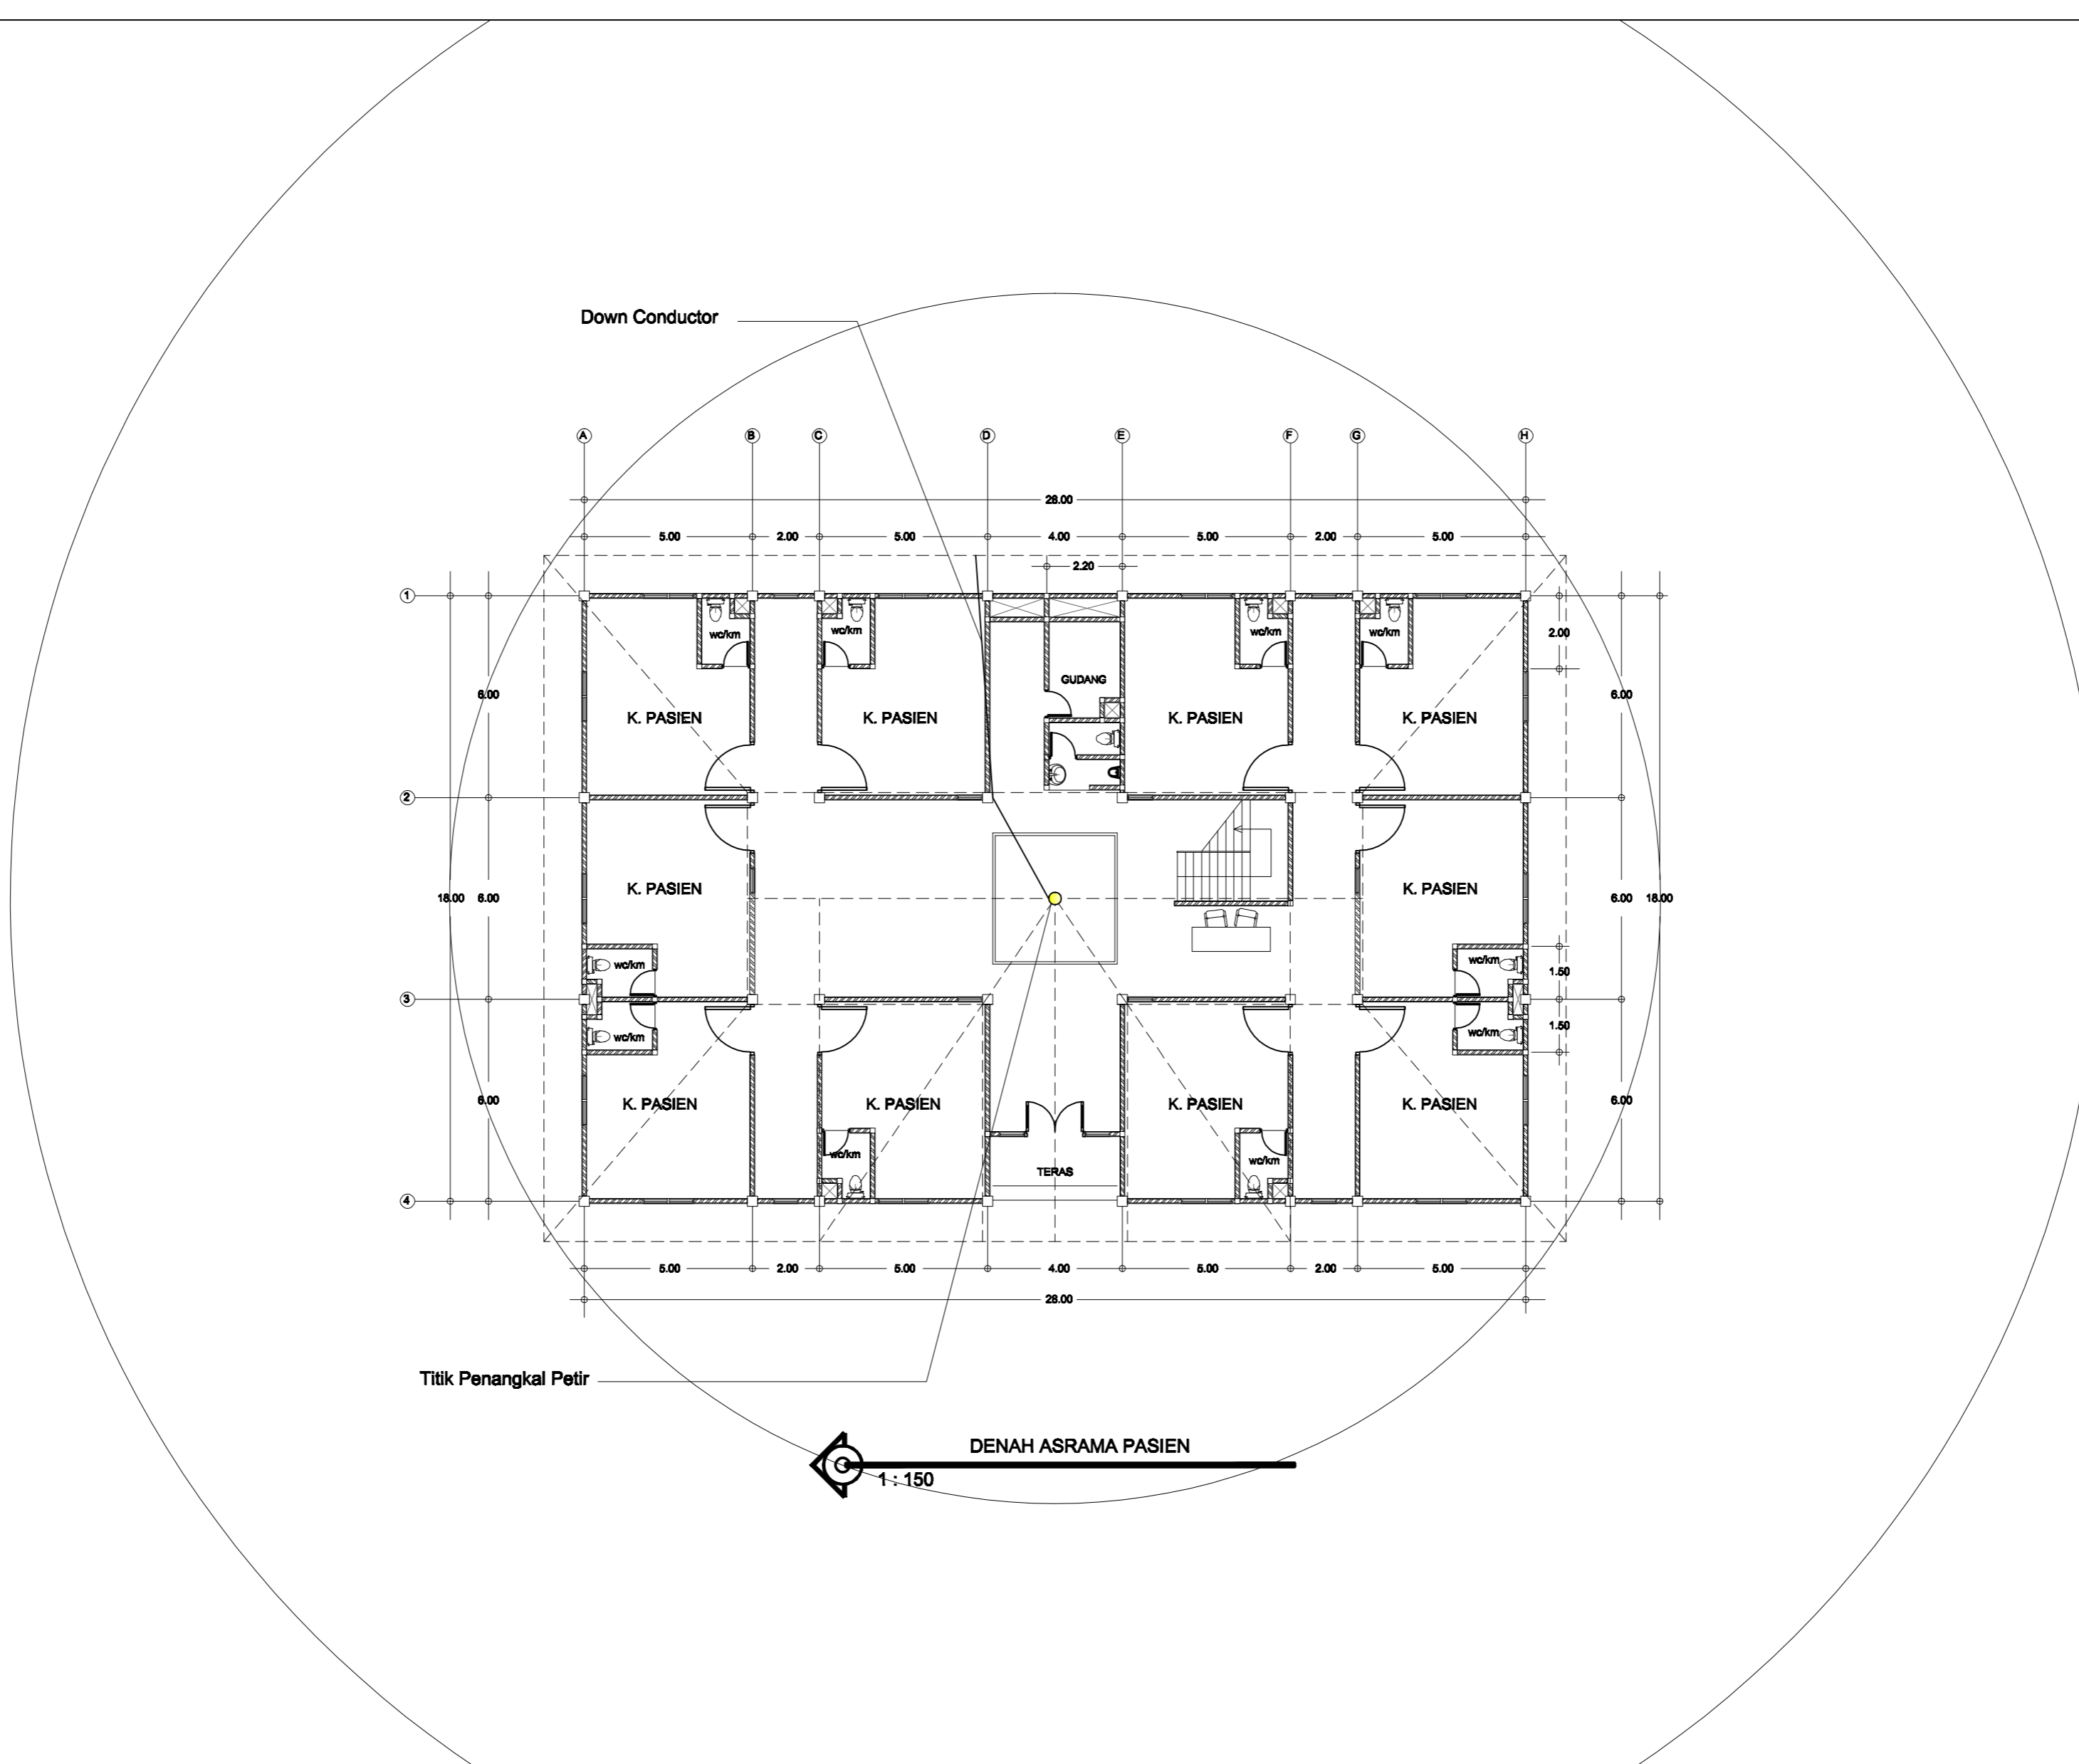 Down Conductor
A B C D E F G H
28.00
5.00 2.00 5.00 4.00 5.00 2.00 5.00
2.20
1
wc/km wc/km wc/km wc/km 2.00
GUDANG
6.00 6.00
K. PASIEN K. PASIEN K. PASIEN K. PASIEN
2
K. PASIEN K. PASIEN
18.00 6.00 6.00 18.00
wc/km wc/km
1.50
3
1.50
wc/km wc/km
6.00 6.00
K. PASIEN K. PASIEN K. PASIEN K. PASIEN
wc/km wc/km
TERAS
4
5.00 2.00 5.00 4.00 5.00 2.00 5.00
28.00
Titik Penangkal Petir
DENAH ASRAMA PASIEN
1 : 150